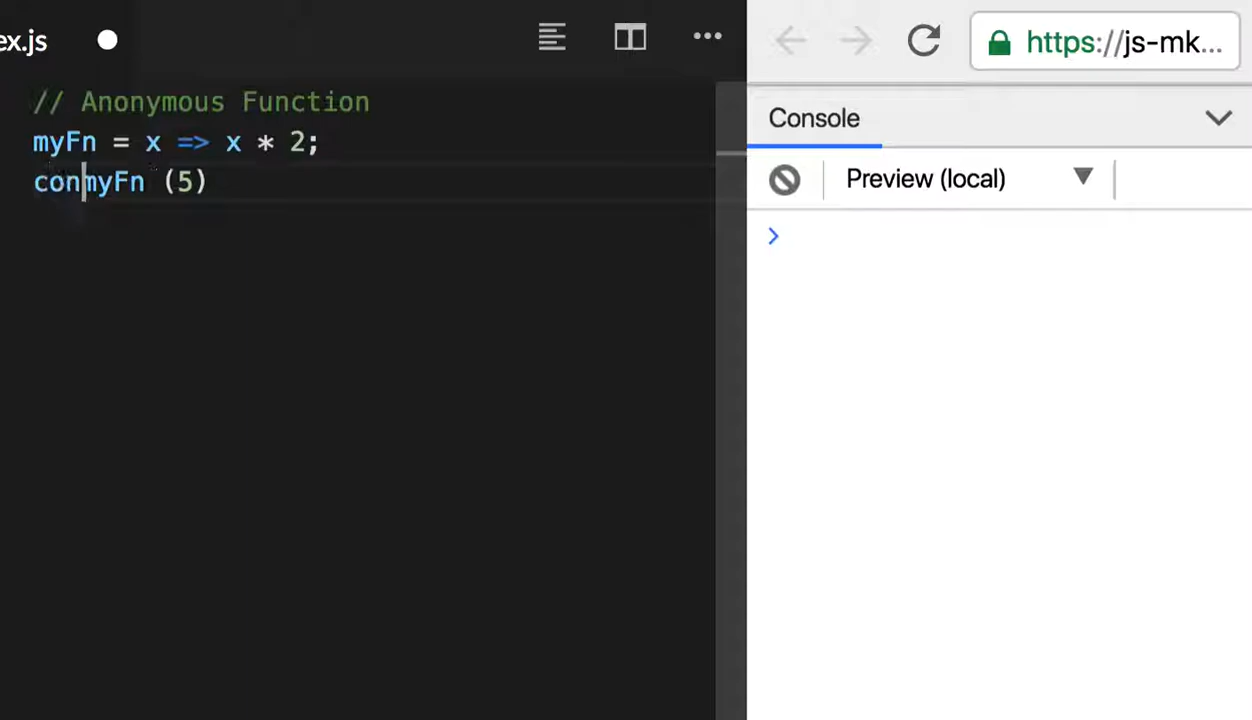 ex.js
https://js-mk...
// Anonymous Function
Console
myFn = x => x * 2;
conmyFn (5)
Preview (local)
>